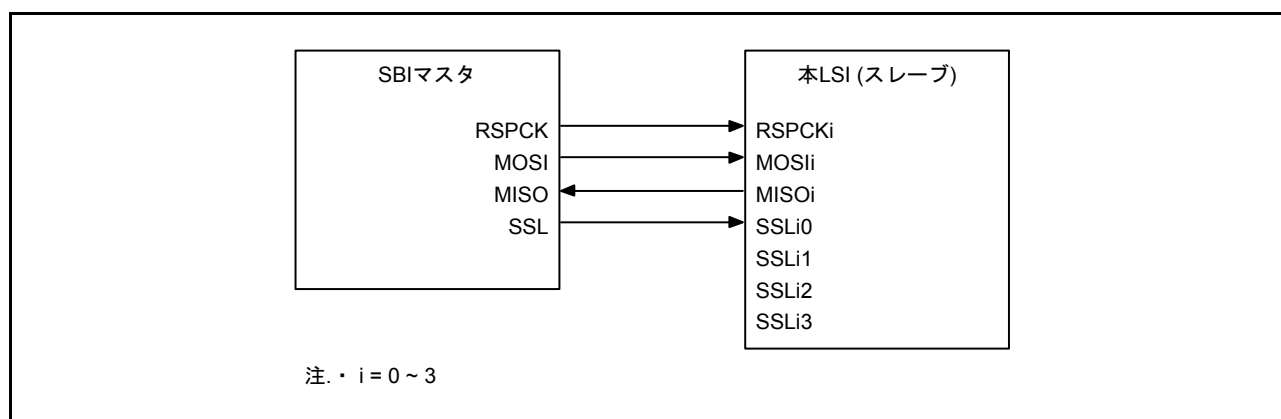 SBIマスタ
RSPCK
MOSI
MISO
SSL
本LSI (スレーブ)
RSPCKi
MOSIi
MISOi
SSLi0
SSLi1
SSLi2
SSLi3
注.・ i = 0 ~ 3